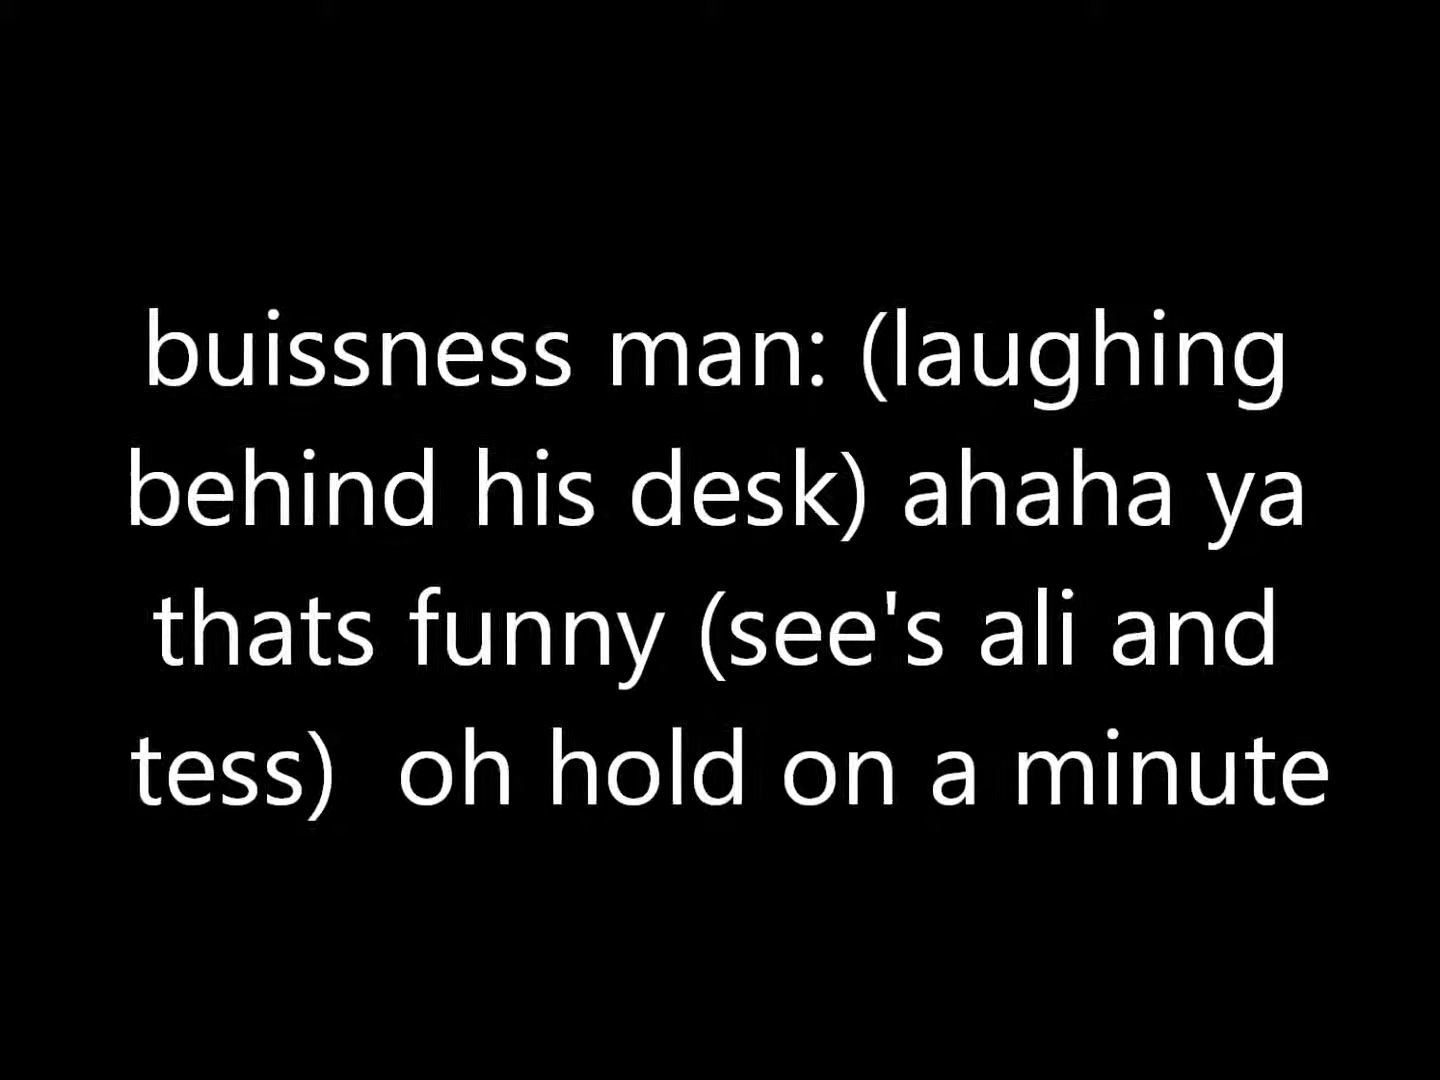 buissness man: (laughing
behind his desk) ahaha ya
thats funny (see's ali and
tess)  oh hold on a minute